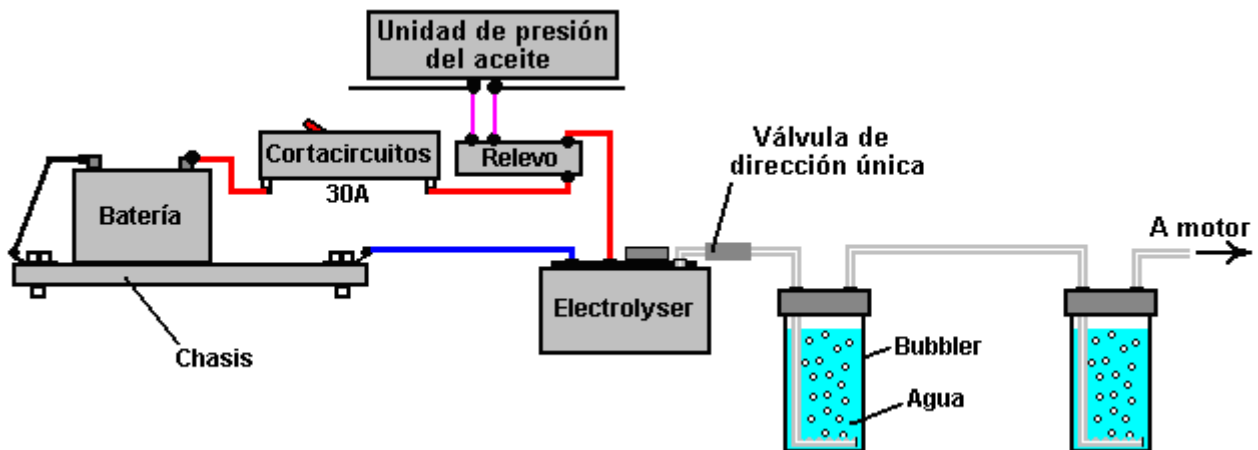 Unidad de presión
del aceite
Cortacircuitos
30A
Relevo
Válvula de
dirección única
Batería
A motor
Electrolyser
Chasis
Bubbler
Agua